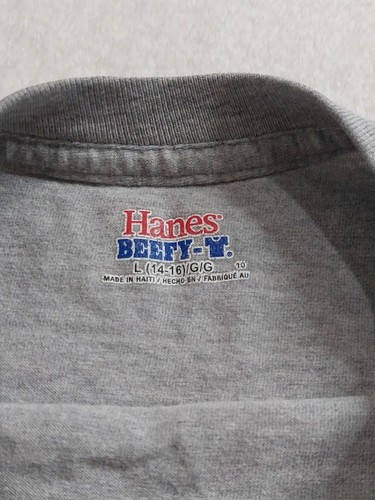 Hanes®
BEEFY-T®
L (14-16)/G/G 10
MADE IN HAITI / HECHO EN / FABRIQUÉ AU